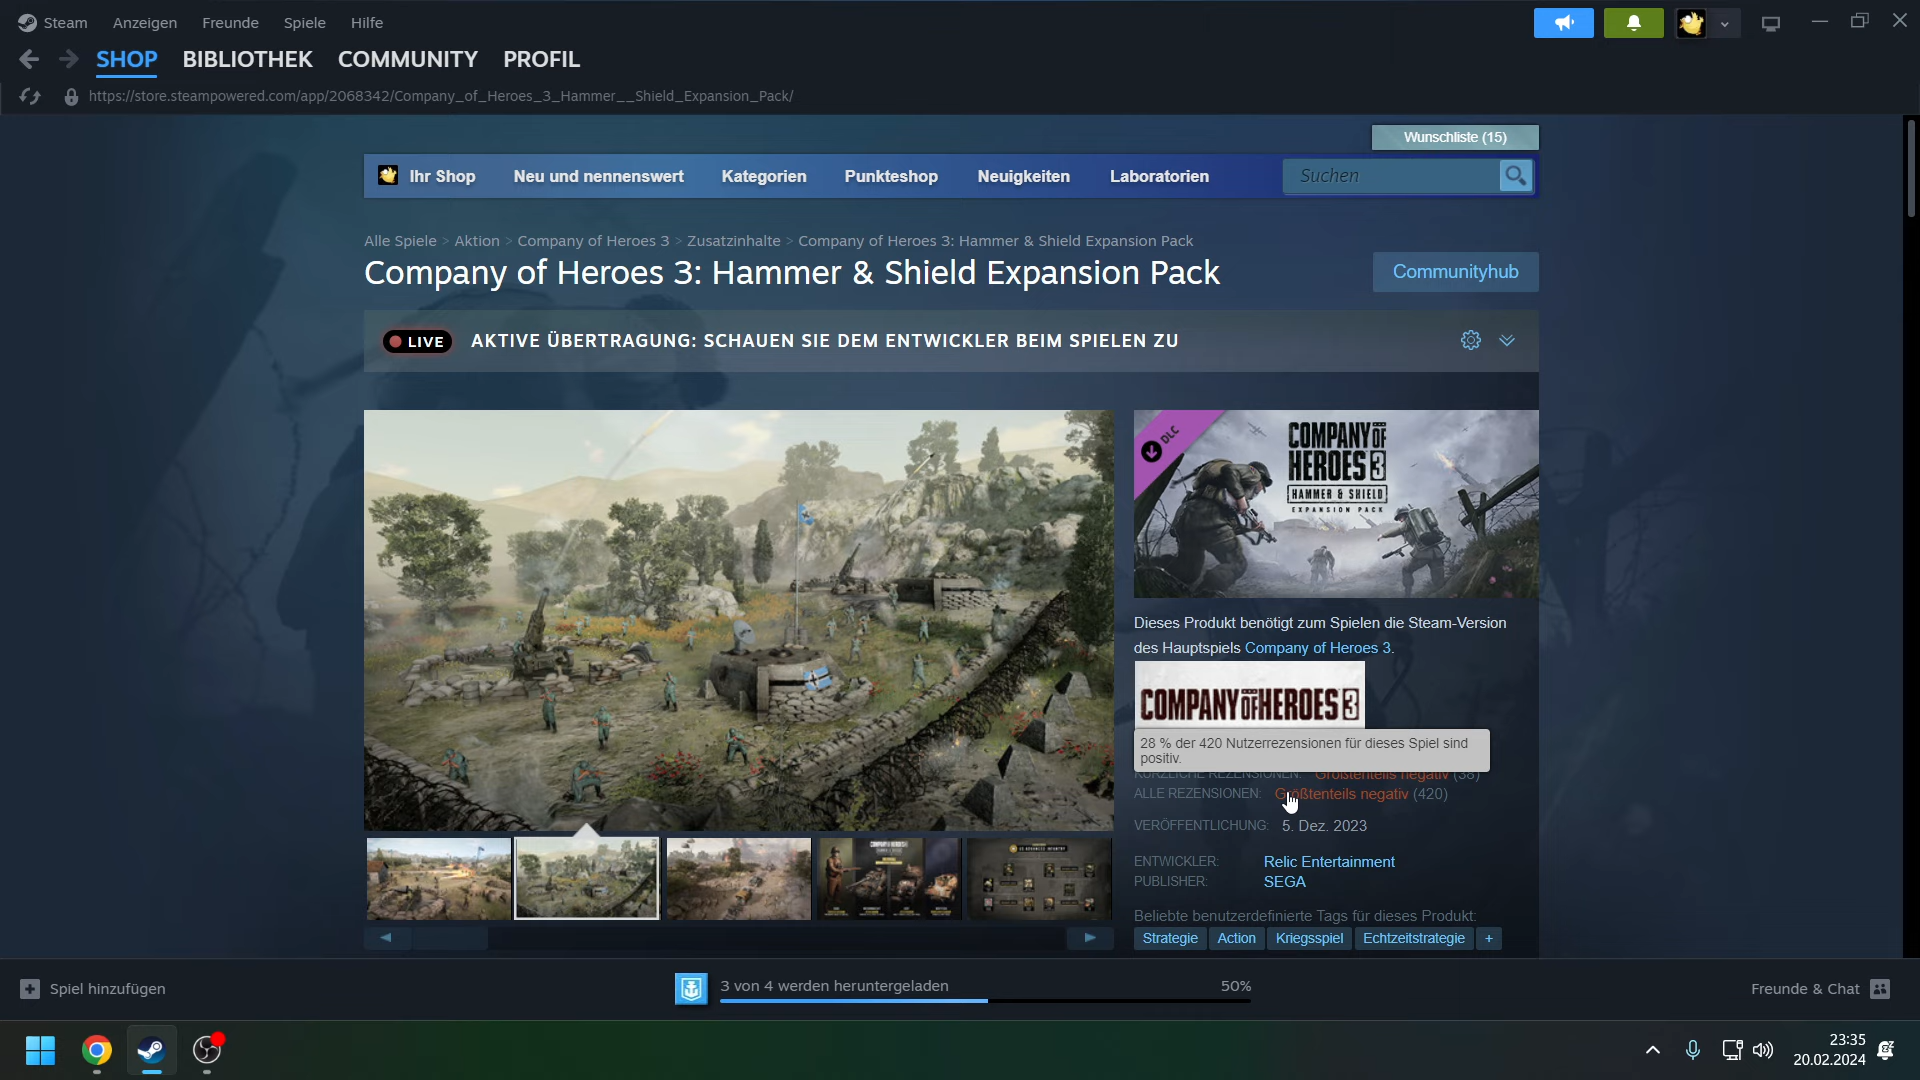 Steam Anzeigen Freunde Spiele Hilfe
SHOP BIBLIOTHEK COMMUNITY PROFIL
https://store.steampowered.com/app/2068342/Company_of_Heroes_3_Hammer__Shield_Expansion_Pack/
Wunschliste (15)
Ihr Shop Neu und nennenswert Kategorien Punkteshop Neuigkeiten Laboratorien Suchen
Alle Spiele > Aktion > Company of Heroes 3 > Zusatzinhalte > Company of Heroes 3: Hammer & Shield Expansion Pack
Company of Heroes 3: Hammer & Shield Expansion Pack
Communityhub
LIVE AKTIVE ÜBERTRAGUNG: SCHAUEN SIE DEM ENTWICKLER BEIM SPIELEN ZU
DLC
COMPANY OF
HEROES 3
HAMMER & SHIELD
EXPANSION PACK
Dieses Produkt benötigt zum Spielen die Steam-Version
des Hauptspiels Company of Heroes 3.
COMPANY OF HEROES 3
28 % der 420 Nutzerrezensionen für dieses Spiel sind
positiv.
KÜRZLICHE REZENSIONEN: Größtenteils negativ (38)
ALLE REZENSIONEN: Größtenteils negativ (420)
VERÖFFENTLICHUNG: 5. Dez. 2023
ENTWICKLER: Relic Entertainment
PUBLISHER: SEGA
Beliebte benutzerdefinierte Tags für dieses Produkt:
Strategie Action Kriegsspiel Echtzeitstrategie +
Spiel hinzufügen
3 von 4 werden heruntergeladen 50%
Freunde & Chat
23:35
20.02.2024